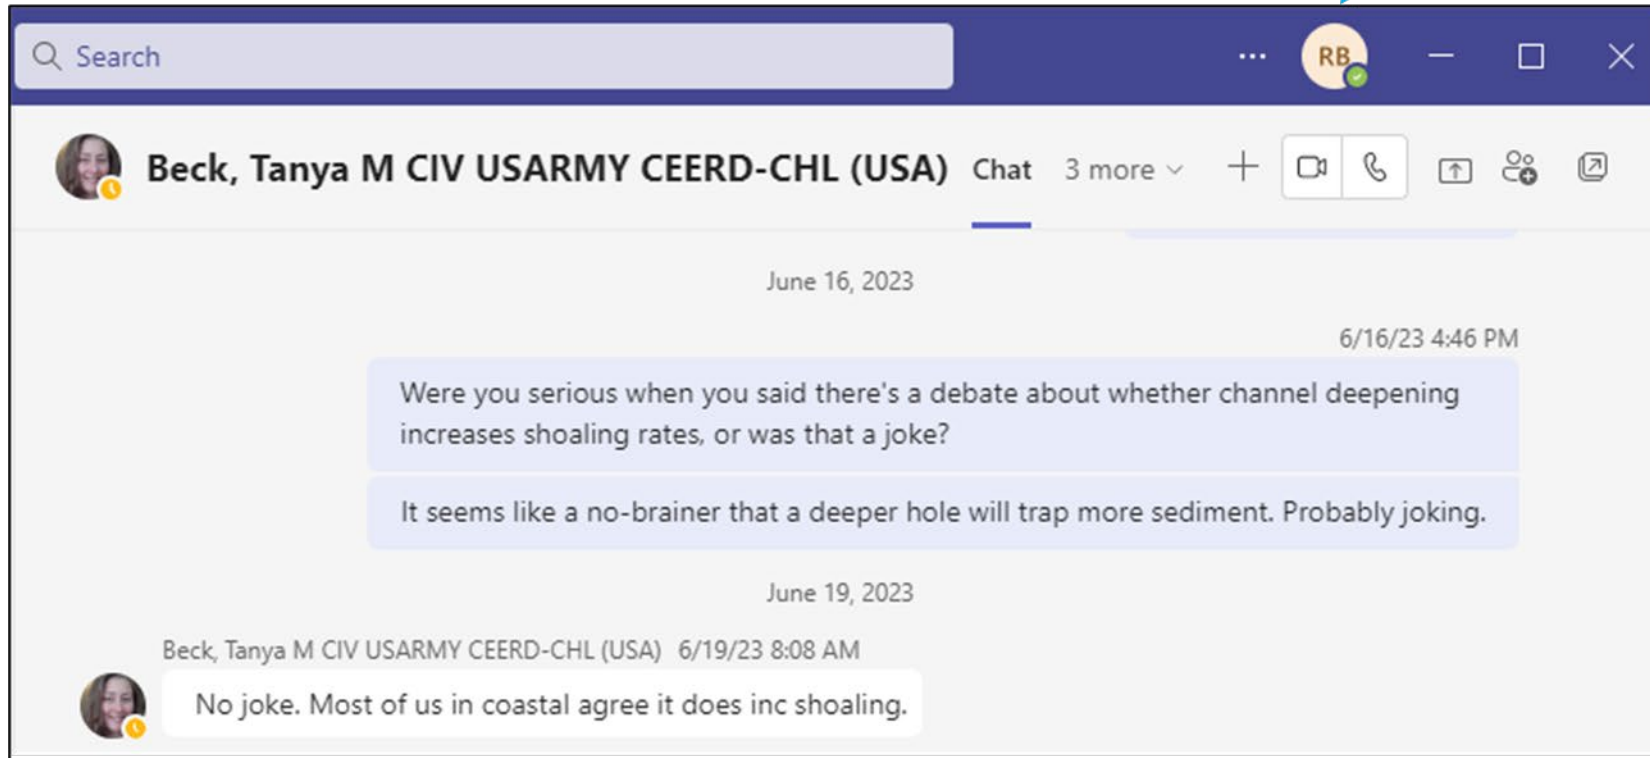 Search
RB
Beck, Tanya M CIV USARMY CEERD-CHL (USA) Chat 3 more
June 16, 2023
6/16/23 4:46 PM
Were you serious when you said there's a debate about whether channel deepening
increases shoaling rates, or was that a joke?
It seems like a no-brainer that a deeper hole will trap more sediment. Probably joking.
June 19, 2023
Beck, Tanya M CIV USARMY CEERD-CHL (USA) 6/19/23 8:08 AM
No joke. Most of us in coastal agree it does inc shoaling.